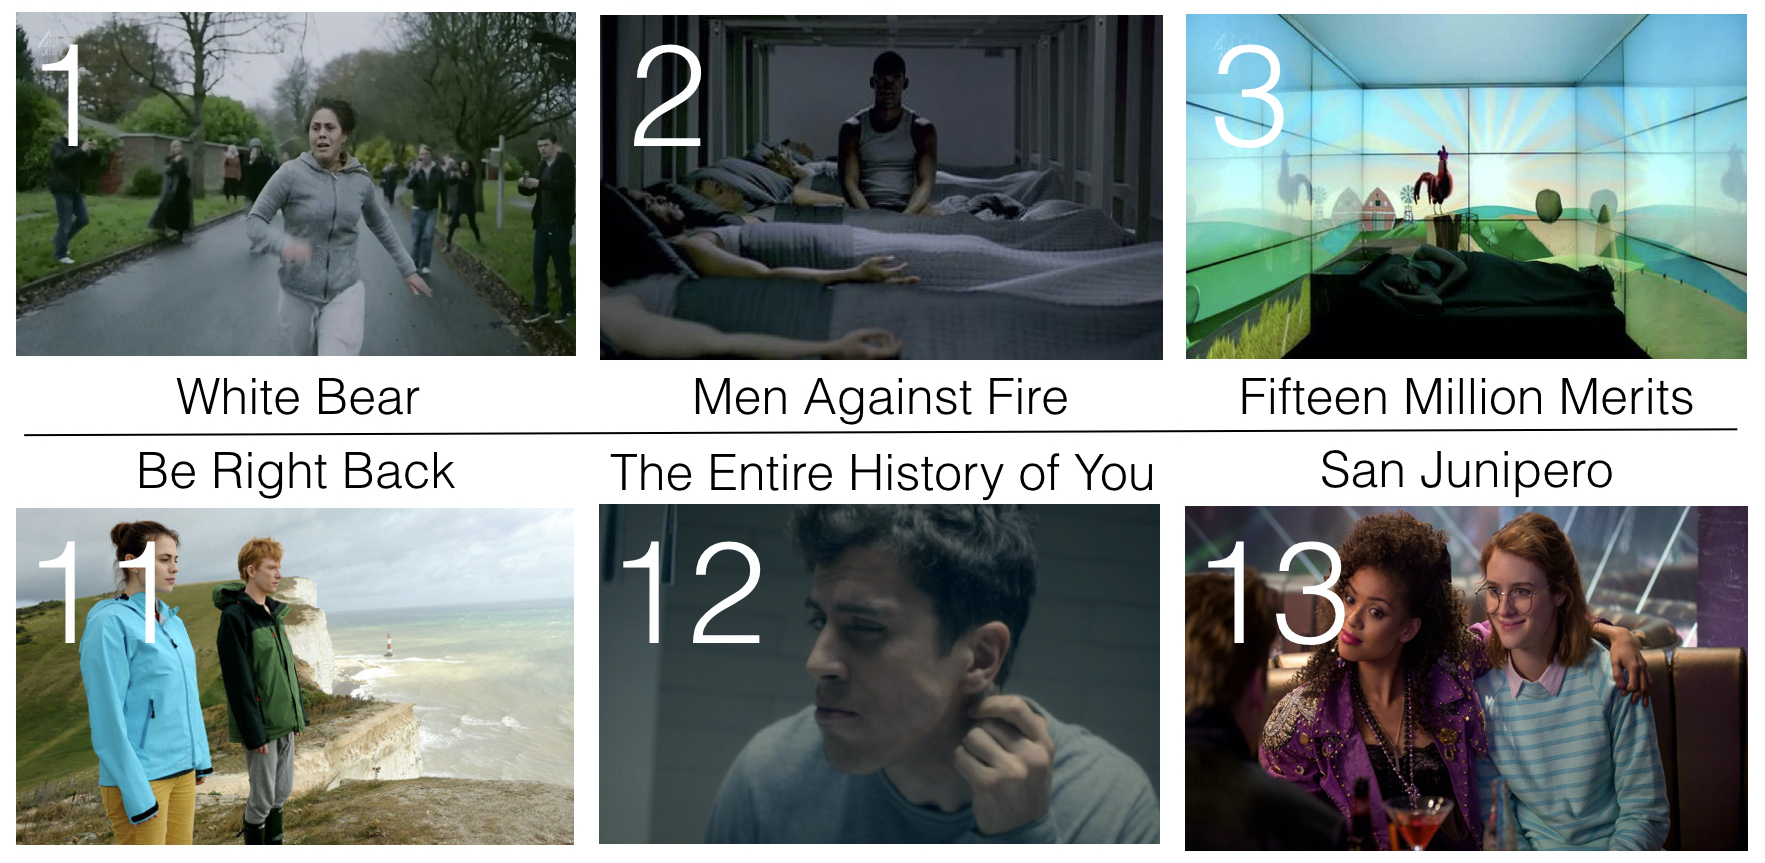 1
2
3
White Bear
Men Against Fire
Fifteen Million Merits
Be Right Back
The Entire History of You
San Junipero
11
12
13